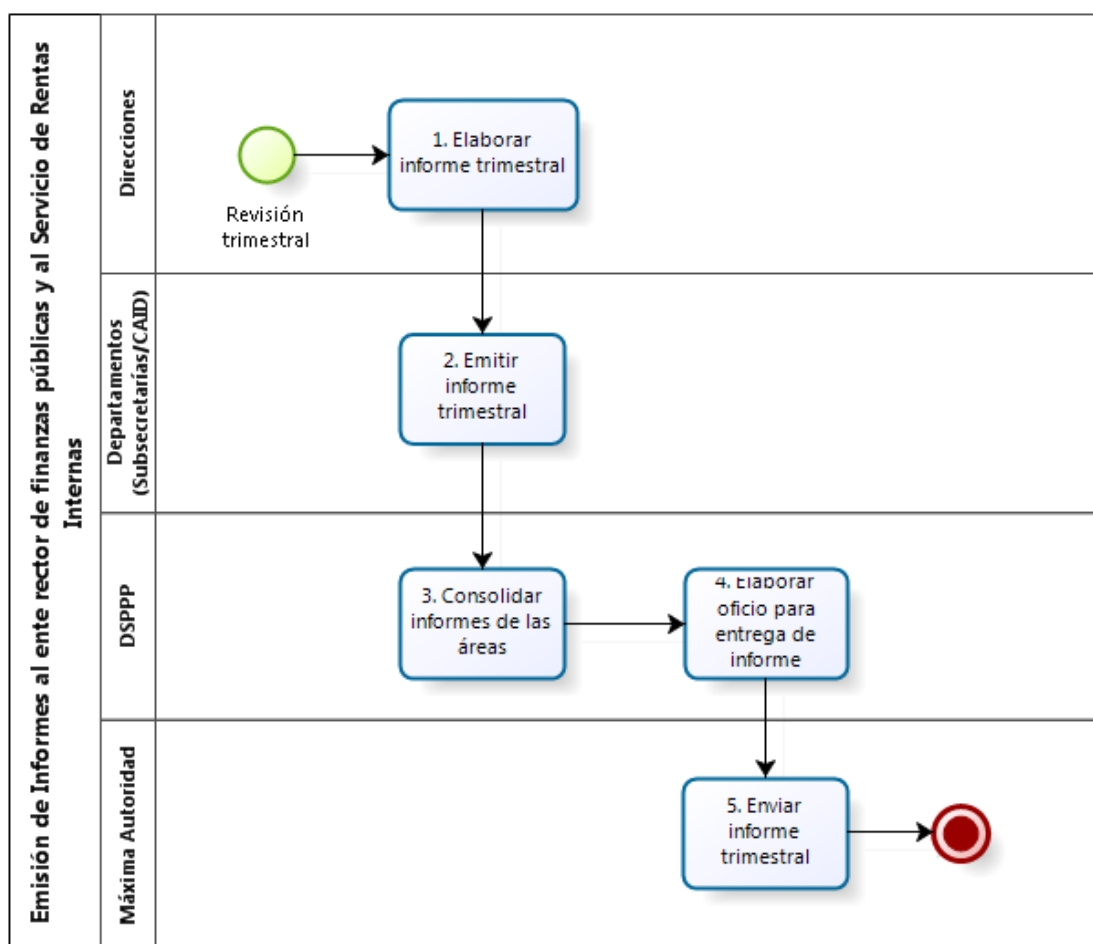 Emisión de Informes al ente rector de finanzas públicas y al Servicio de Rentas
Internas
Direcciones
Revisión
trimestral
1. Elaborar
informe trimestral
Departamentos
(Subsecretarías/CAID)
2. Emitir
informe
trimestral
DSPPP
3. Consolidar
informes de las
áreas
4. Elaborar
oficio para
entrega de
informe
Máxima Autoridad
5. Enviar
informe
trimestral